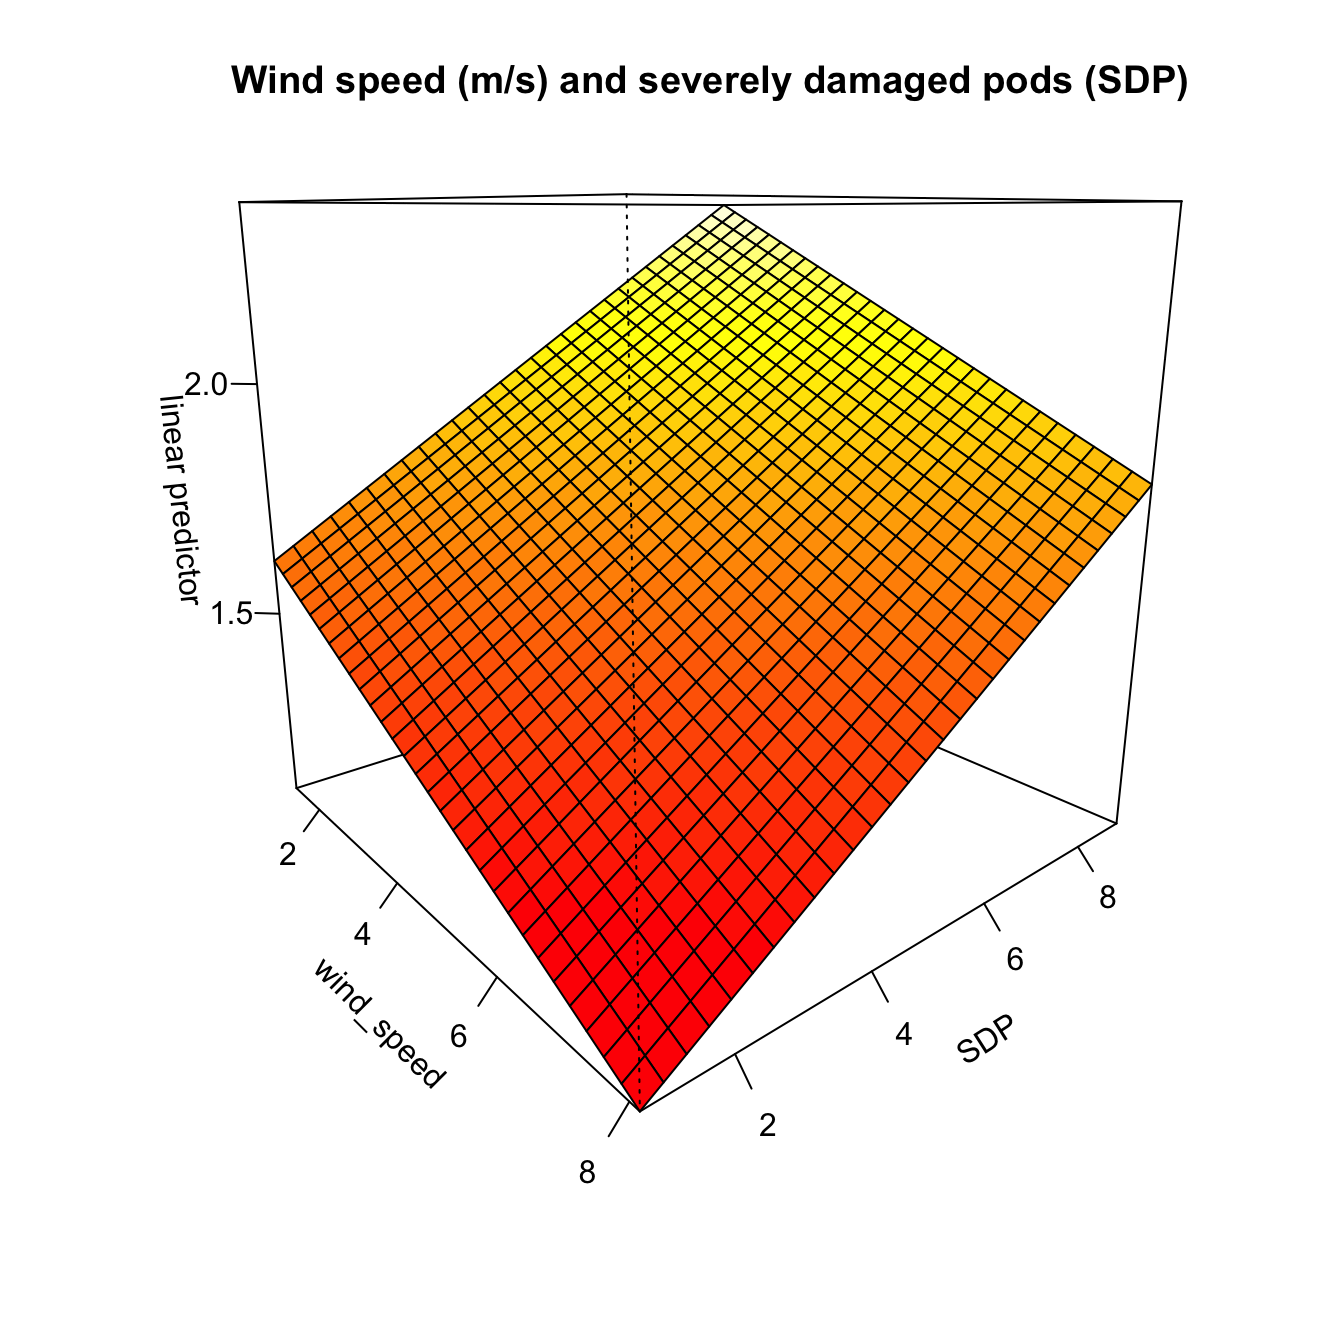 Wind speed (m/s) and severely damaged pods (SDP)
2.0
linear predictor
1.5
2
4
wind_speed
6
8
8
6
SDP
4
2